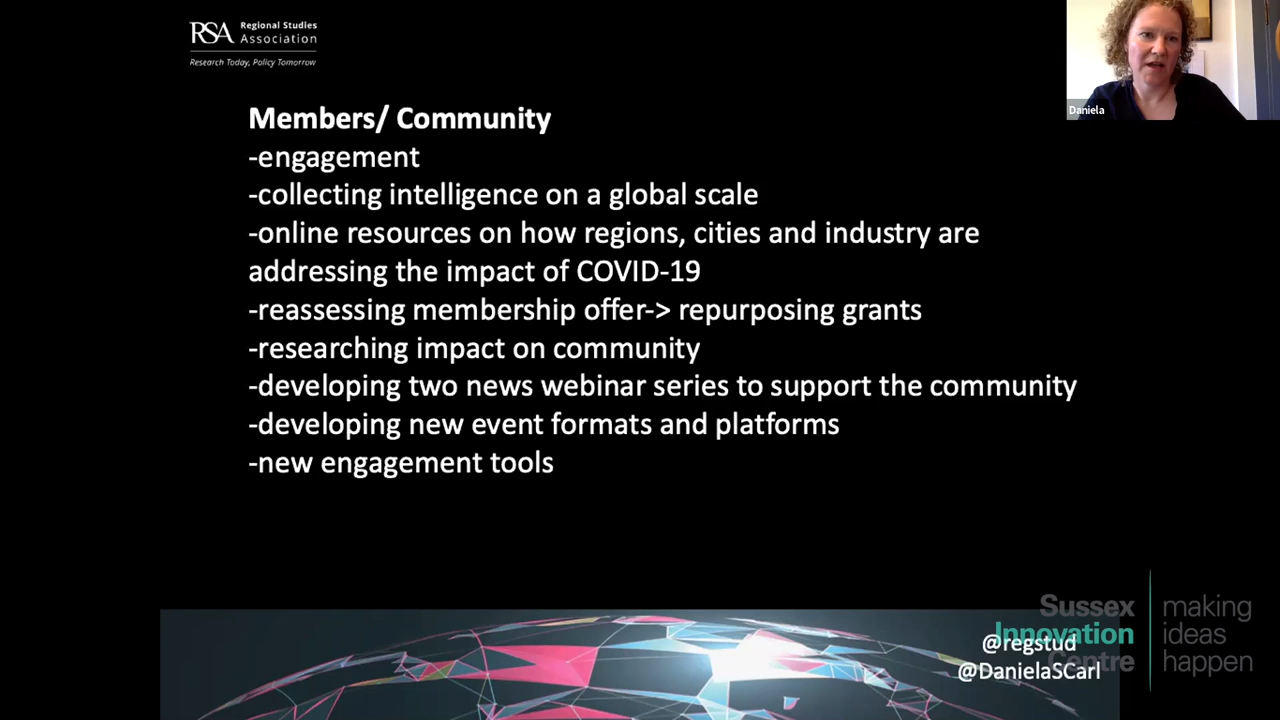 RSA Regional Studies
Association
Research Today, Policy Tomorrow
Daniela
Members/ Community
-engagement
-collecting intelligence on a global scale
-online resources on how regions, cities and industry are
addressing the impact of COVID-19
-reassessing membership offer-> repurposing grants
-researching impact on community
-developing two news webinar series to support the community
-developing new event formats and platforms
-new engagement tools
Sussex
Innovation
Centre
making
ideas
happen
@regstud
@DanielaSCarl